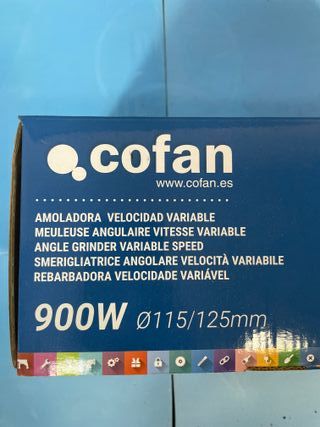 cofan
www.cofan.es
AMOLADORA VELOCIDAD VARIABLE
MEULEUSE ANGULAIRE VITESSE VARIABLE
ANGLE GRINDER VARIABLE SPEED
SMERIGLIATRICE ANGOLARE VELOCITÀ VARIABILE
REBARBADORA VELOCIDADE VARIÁVEL
900W Ø115/125mm